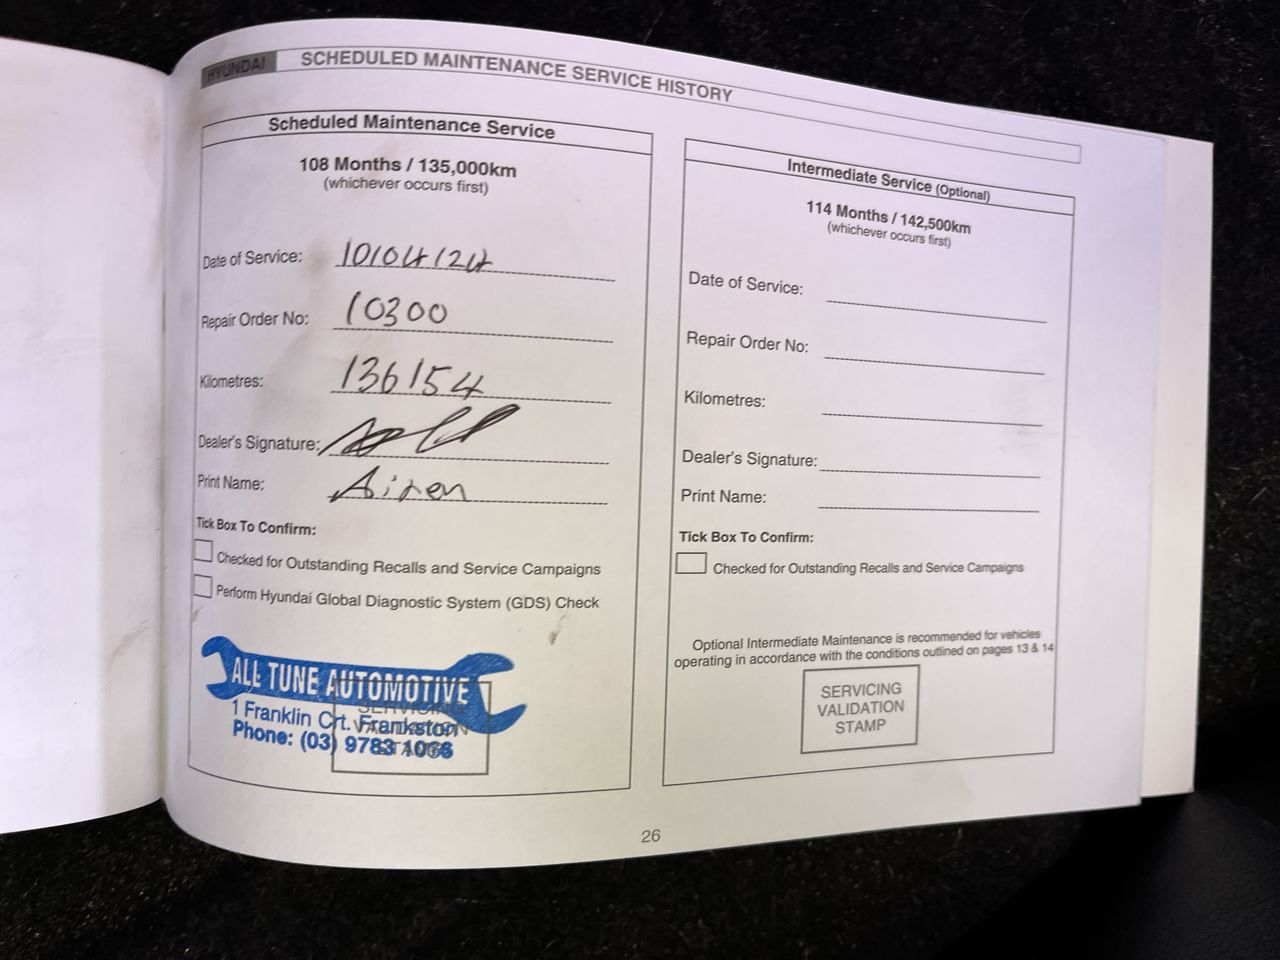 HYUNDAI
SCHEDULED MAINTENANCE SERVICE HISTORY
Scheduled Maintenance Service
108 Months / 135,000km
(whichever occurs first)
Date of Service: 10/04/24
Repair Order No: 10300
Kilometres: 136154
Dealer's Signature:
Print Name:
Tick Box To Confirm:
Checked for Outstanding Recalls and Service Campaigns
Perform Hyundai Global Diagnostic System (GDS) Check
ALL TUNE AUTOMOTIVE
1 Franklin Crt. Frankston
Phone: (03) 9783 1066
SERVICING
VALIDATION
STAMP
Intermediate Service (Optional)
114 Months / 142,500km
(whichever occurs first)
Date of Service:
Repair Order No:
Kilometres:
Dealer's Signature:
Print Name:
Tick Box To Confirm:
Checked for Outstanding Recalls and Service Campaigns
Optional Intermediate Maintenance is recommended for vehicles
operating in accordance with the conditions outlined on pages 13 & 14
SERVICING
VALIDATION
STAMP
26